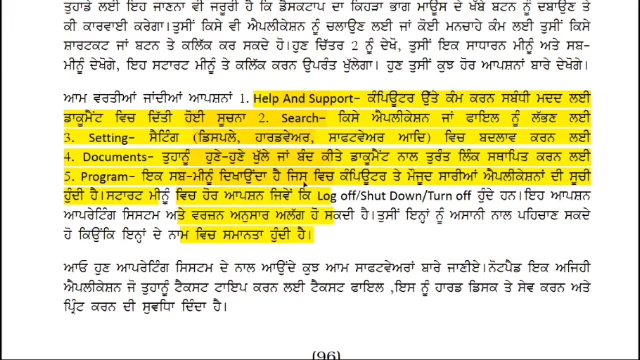 ਤੁਹਾਡੇ ਲਈ ਇਹ ਜਾਣਨਾ ਵੀ ਜਰੂਰੀ ਹੈ ਕਿ ਡੈਸਕਟਾਪ ਦਾ ਕਿਹੜਾ ਭਾਗ ਮਾਊਸ ਦੇ ਖੱਬੇ ਬਟਨ ਨੂੰ ਦਬਾਉਣ ਤੇ
ਕੀ ਕਾਰਵਾਈ ਕਰੇਗਾ। ਤੁਸੀਂ ਕਿਸੇ ਵੀ ਐਪਲੀਕੇਸ਼ਨ ਨੂੰ ਚਲਾਉਣ ਲਈ ਜਾਂ ਕੋਈ ਮਨਚਾਹੇ ਕੰਮ ਲਈ ਤੁਸੀਂ ਕਿਸੇ
ਸ਼ਾਰਟਕਟ ਜਾਂ ਬਟਨ ਤੇ ਕਲਿੱਕ ਕਰ ਸਕਦੇ ਹੋ।ਹੁਣ ਚਿੱਤਰ 2 ਨੂੰ ਦੇਖੋ, ਤੁਸੀਂ ਇਕ ਸਾਧਾਰਨ ਮੀਨੂੰ ਅਤੇ ਸਬ-
ਮੀਨੂੰ ਦੇਖੋਗੇ, ਇਹ ਸਟਾਰਟ ਮੀਨੂੰ ਤੇ ਕਲਿਕ ਕਰਨ ਉਪਰੰਤ ਖੁੱਲੇਗਾ। ਹੁਣ ਤੁਸੀਂ ਕੁਝ ਹੋਰ ਆਪਸ਼ਨਾਂ ਬਾਰੇ ਦੇਖੋਗੇ।
ਆਮ ਵਰਤੀਆਂ ਜਾਂਦੀਆਂ ਆਪਸ਼ਨਾਂ 1. Help And Support- ਕੰਪਿਊਟਰ ਉੱਤੇ ਕੰਮ ਕਰਨ ਸਬੰਧੀ ਮਦਦ ਲਈ
ਡਾਕੂਮੈਂਟ ਵਿਚ ਦਿੱਤੀ ਹੋਈ ਸੂਚਨਾ 2. Search- ਕਿਸੇ ਐਪਲੀਕੇਸ਼ਨ ਜਾਂ ਫਾਇਲ ਨੂੰ ਲੱਭਣ ਲਈ
3. Setting- ਸੈਟਿੰਗ (ਡਿਸਪਲੇ, ਹਾਰਡਵੇਅਰ, ਸਾਫਟਵੇਅਰ ਆਦਿ) ਵਿਚ ਬਦਲਾਵ ਕਰਨ ਲਈ
4. Documents- ਤੁਹਾਨੂੰ ਹੁਣੇ-ਹੁਣੇ ਖੁੱਲੇ ਜਾਂ ਬੰਦ ਕੀਤੇ ਡਾਕੂਮੈਂਟ ਨਾਲ ਤੁਰੰਤ ਲਿੰਕ ਸਥਾਪਿਤ ਕਰਨ ਲਈ
5. Program- ਇਕ ਸਬ-ਮੀਨੂੰ ਦਿਖਾਉਂਦਾ ਹੈ ਜਿਸ ਵਿਚ ਕੰਪਿਊਟਰ ਤੇ ਮੌਜੂਦ ਸਾਰੀਆਂ ਐਪਲੀਕੇਸ਼ਨਾਂ ਦੀ ਸੂਚੀ
ਹੁੰਦੀ ਹੈ। ਸਟਾਰਟ ਮੀਨੂੰ ਵਿਚ ਹੋਰ ਆਪਸ਼ਨ ਜਿਵੇਂ ਕਿ Log off/Shut Down/Turn off ਹੁੰਦੇ ਹਨ। ਇਹ ਆਪਸ਼ਨ
ਆਪਰੇਟਿੰਗ ਸਿਸਟਮ ਅਤੇ ਵਰਜ਼ਨ ਅਨੁਸਾਰ ਅਲੱਗ ਹੋ ਸਕਦੀ ਹੈ। ਤੁਸੀਂ ਇਨ੍ਹਾਂ ਨੂੰ ਅਸਾਨੀ ਨਾਲ ਪਹਿਚਾਣ ਸਕਦੇ
ਹੋ ਕਿਉਂਕਿ ਇਨ੍ਹਾਂ ਦੇ ਨਾਮ ਵਿਚ ਸਮਾਨਤਾ ਹੁੰਦੀ ਹੈ।
ਆਓ ਹੁਣ ਆਪਰੇਟਿੰਗ ਸਿਸਟਮ ਦੇ ਨਾਲ ਆਉਂਦੇ ਕੁਝ ਆਮ ਸਾਫਟਵੇਅਰਾਂ ਬਾਰੇ ਜਾਣੀਏ। ਨੋਟਪੈਡ ਇਕ ਅਜਿਹੀ
ਐਪਲੀਕੇਸ਼ਨ ਜੋ ਤੁਹਾਨੂੰ ਟੈਕਸਟ ਟਾਇਪ ਕਰਨ ਲਈ ਟੈਕਸਟ ਫਾਇਲ ,ਇਸ ਨੂੰ ਹਾਰਡ ਡਿਸਕ ਤੇ ਸੇਵ ਕਰਨ ਅਤੇ
ਪ੍ਰਿੰਟ ਕਰਨ ਦੀ ਸੁਵਧਿਾ ਦਿੰਦਾ ਹੈ।
(96)